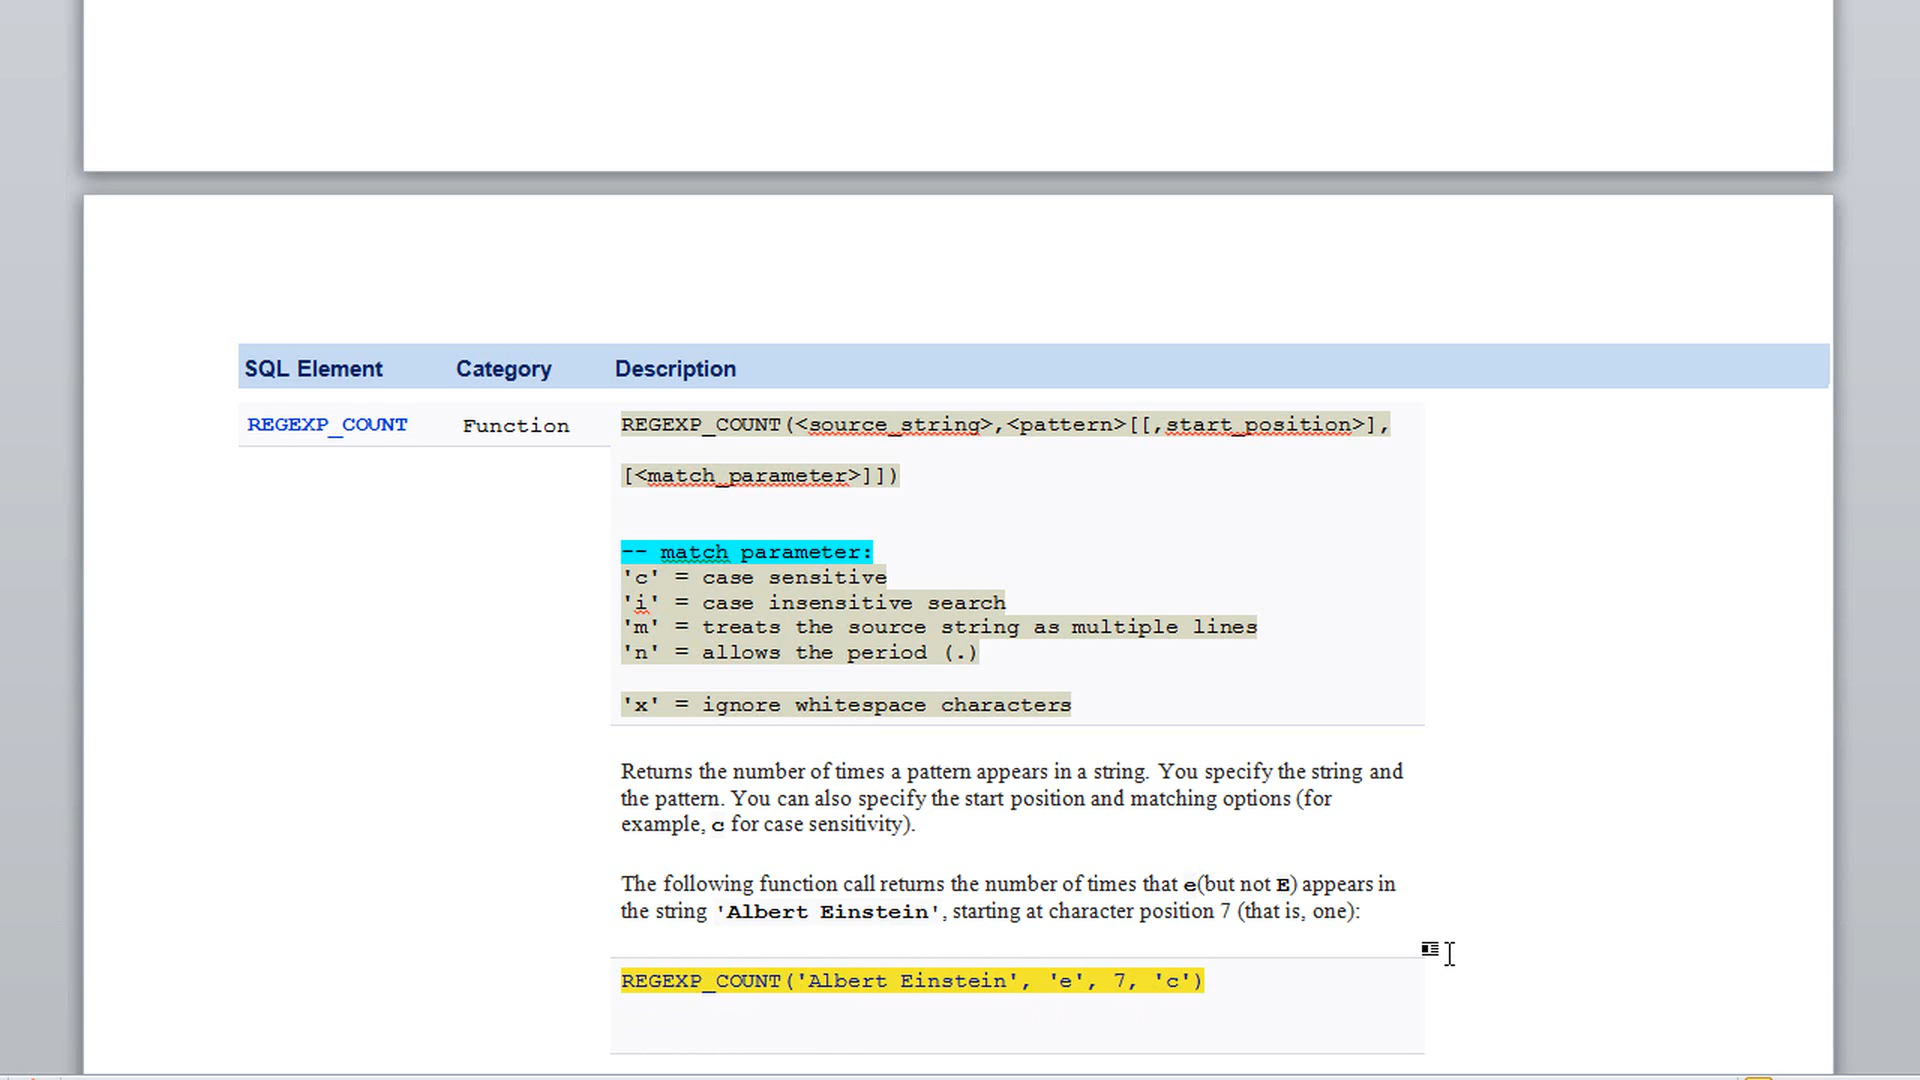 SQL Element Category Description
REGEXP_COUNT Function REGEXP_COUNT(<source_string>,<pattern>[[,start_position>],
[<match_parameter>]])
-- match parameter:
'c' = case sensitive
'i' = case insensitive search
'm' = treats the source string as multiple lines
'n' = allows the period (.)
'x' = ignore whitespace characters
Returns the number of times a pattern appears in a string. You specify the string and
the pattern. You can also specify the start position and matching options (for
example, c for case sensitivity).
The following function call returns the number of times that e(but not E) appears in
the string 'Albert Einstein', starting at character position 7 (that is, one):
REGEXP_COUNT('Albert Einstein', 'e', 7, 'c')